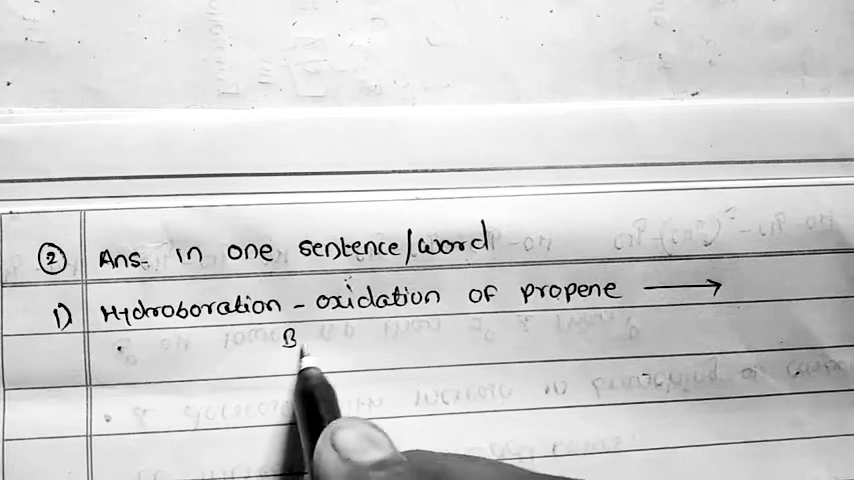 ② Ans. in one sentence/word
1) Hydroboration - oxidation of propene ⟶
B